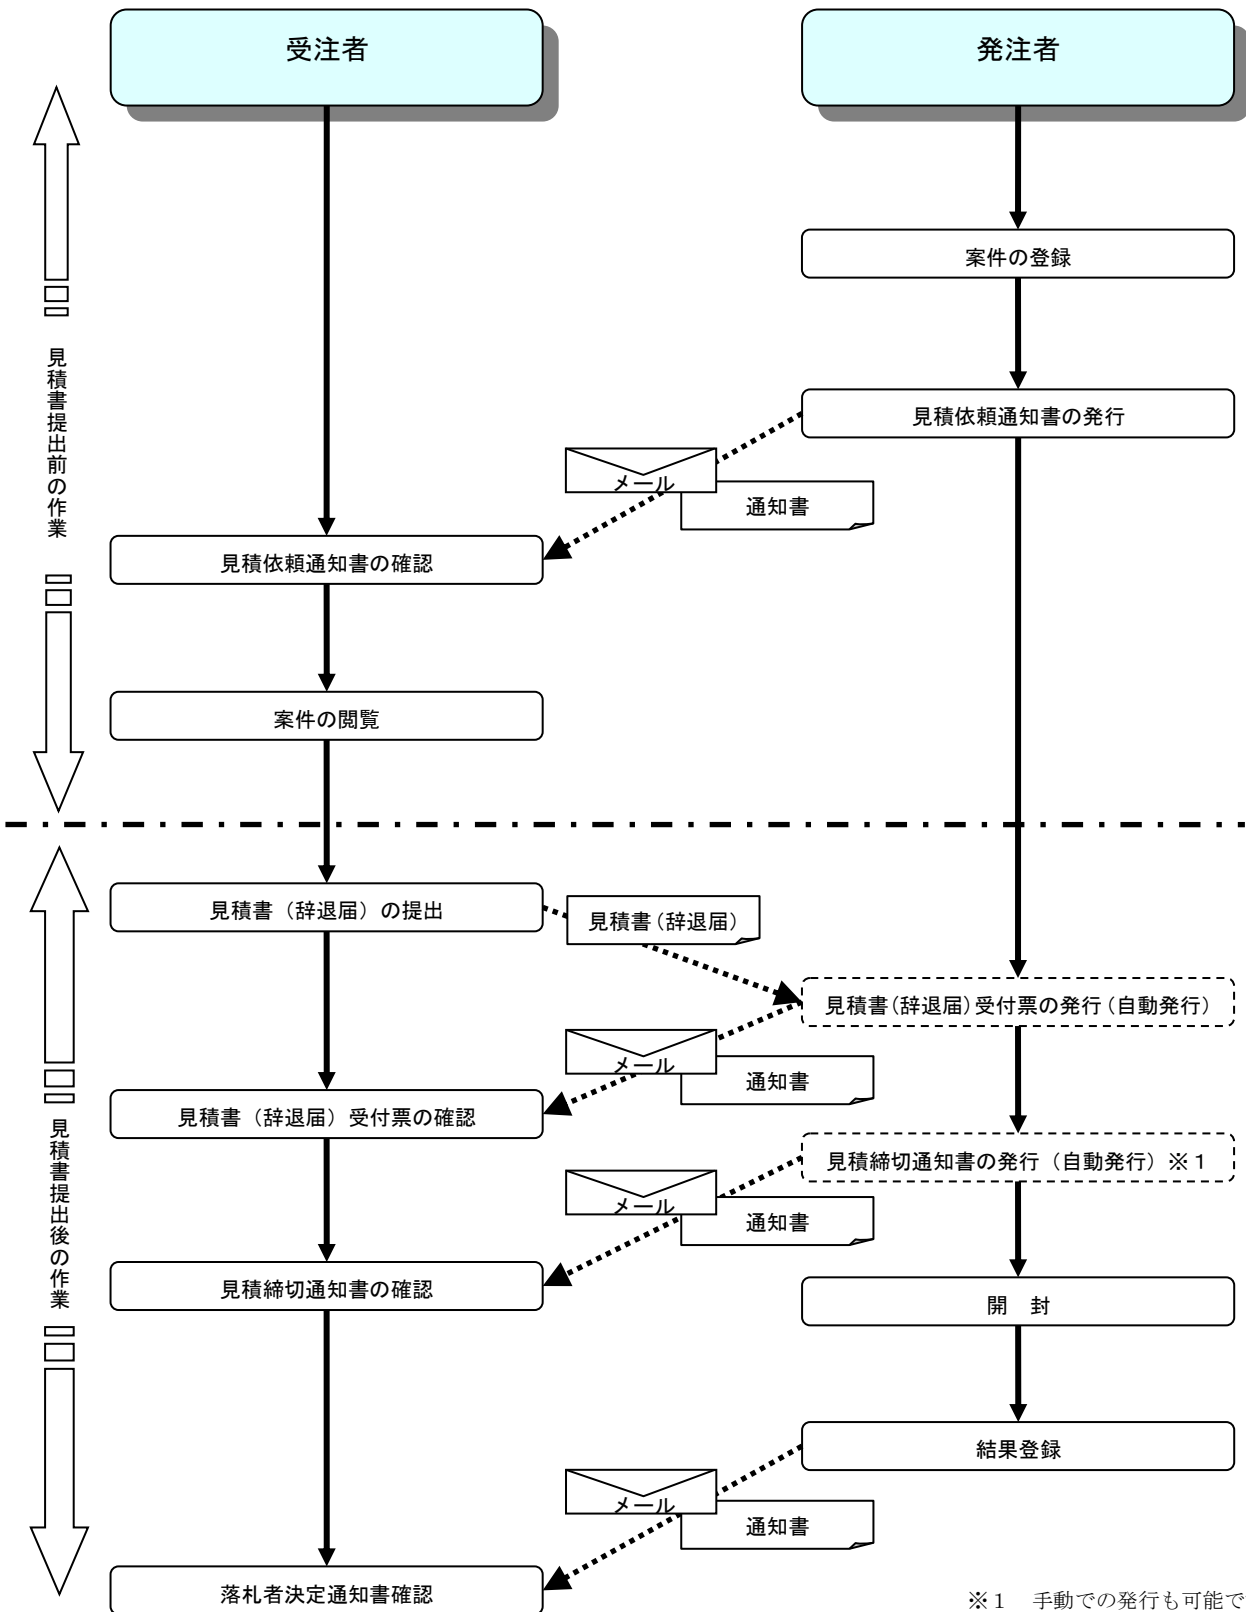 受注者
発注者
案件の登録
見積依頼通知書の発行
メール
通知書
見積書提出前の作業
見積依頼通知書の確認
案件の閲覧
見積書（辞退届）の提出
見積書（辞退届）
見積書（辞退届）受付票の発行（自動発行）
メール
通知書
見積書（辞退届）受付票の確認
見積締切通知書の発行（自動発行）※１
メール
通知書
見積書提出後の作業
見積締切通知書の確認
開　封
結果登録
メール
通知書
落札者決定通知書確認
※１　手動での発行も可能で